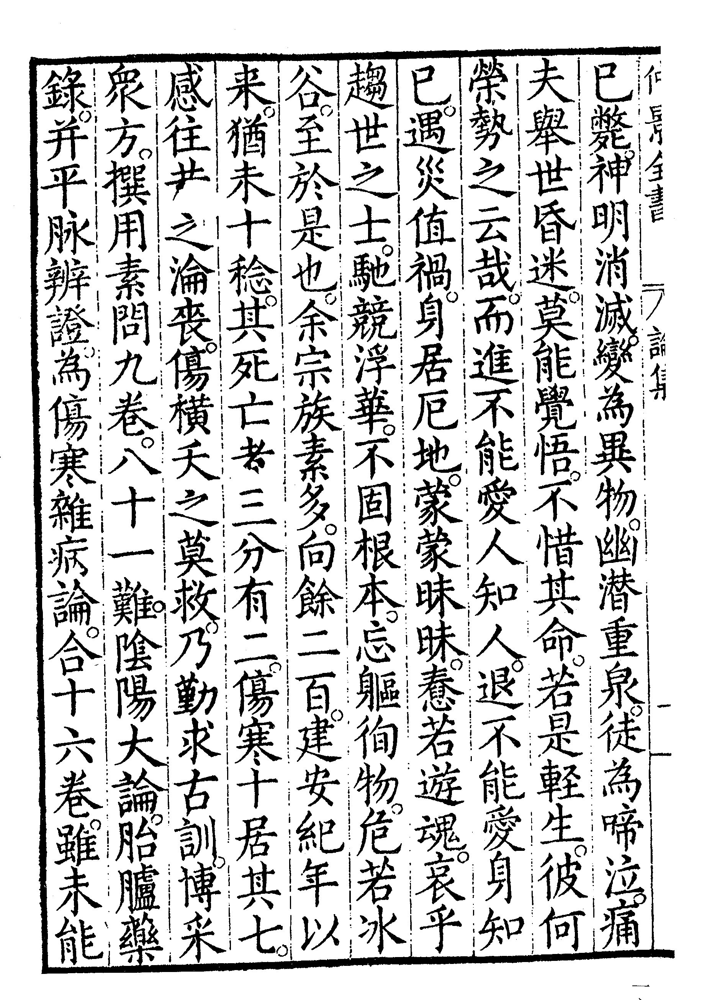 仲景全書 論集 一
已斃。神明消滅。變為異物。幽潛重泉。徒為啼泣。痛
夫舉世昏迷。莫能覺悟。不惜其命。若是輕生。彼何
榮勢之云哉。而進不能愛人知人。退不能愛身知
己。遇災值禍。身居厄地。蒙蒙昧昧。惷若遊魂。哀乎
趨世之士。馳競浮華。不固根本。忘軀徇物。危若冰
谷。至於是也。余宗族素多。向餘二百。建安紀年以
来。猶未十稔。其死亡者三分有二。傷寒十居其七。
感往昔之淪喪。傷橫夭之莫救。乃勤求古訓。博采
眾方。撰用素問九卷。八十一難。陰陽大論。胎臚藥
錄。并平脉辨證。為傷寒雜病論。合十六卷。雖未能